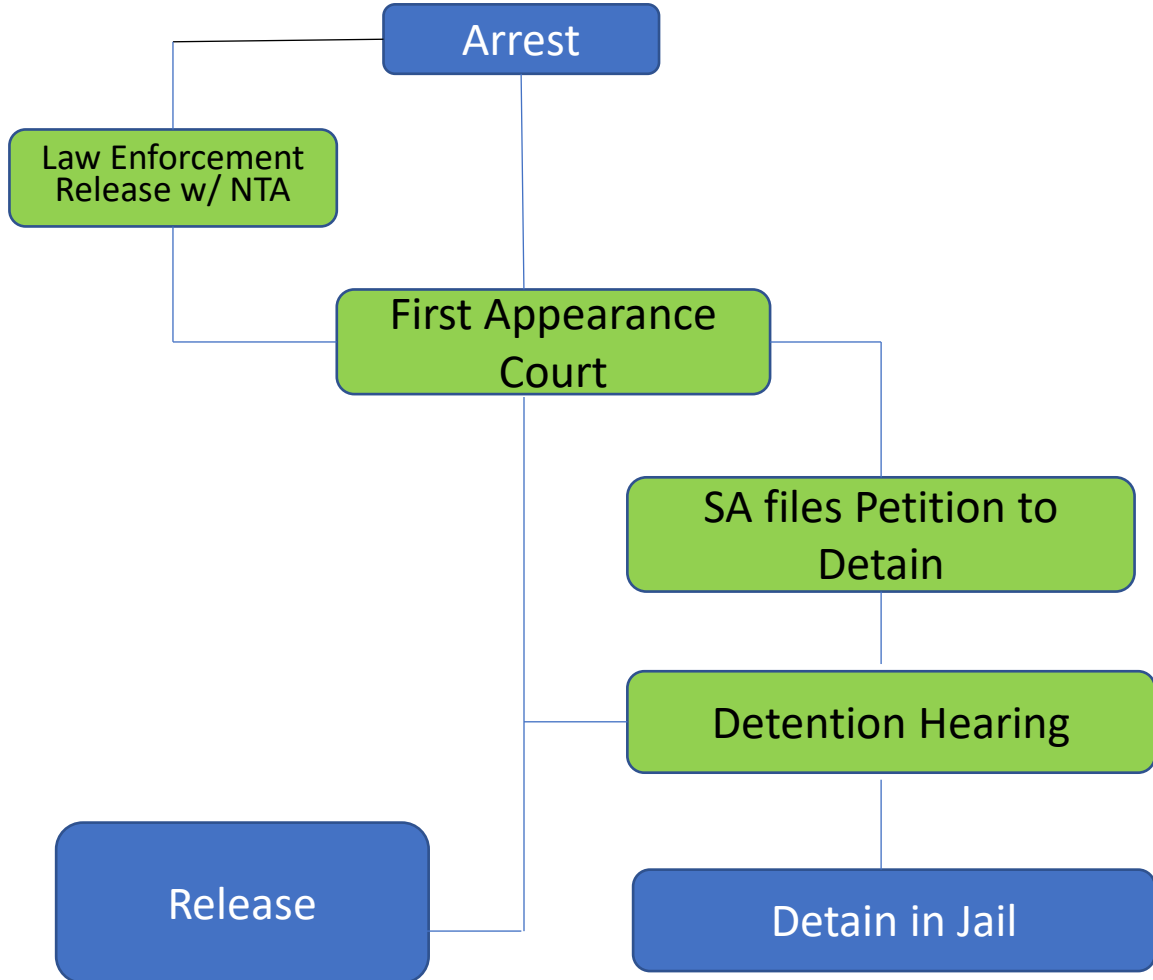 Arrest
Law Enforcement
Release w/ NTA
First Appearance
Court
SA files Petition to
Detain
Detention Hearing
Release
Detain in Jail